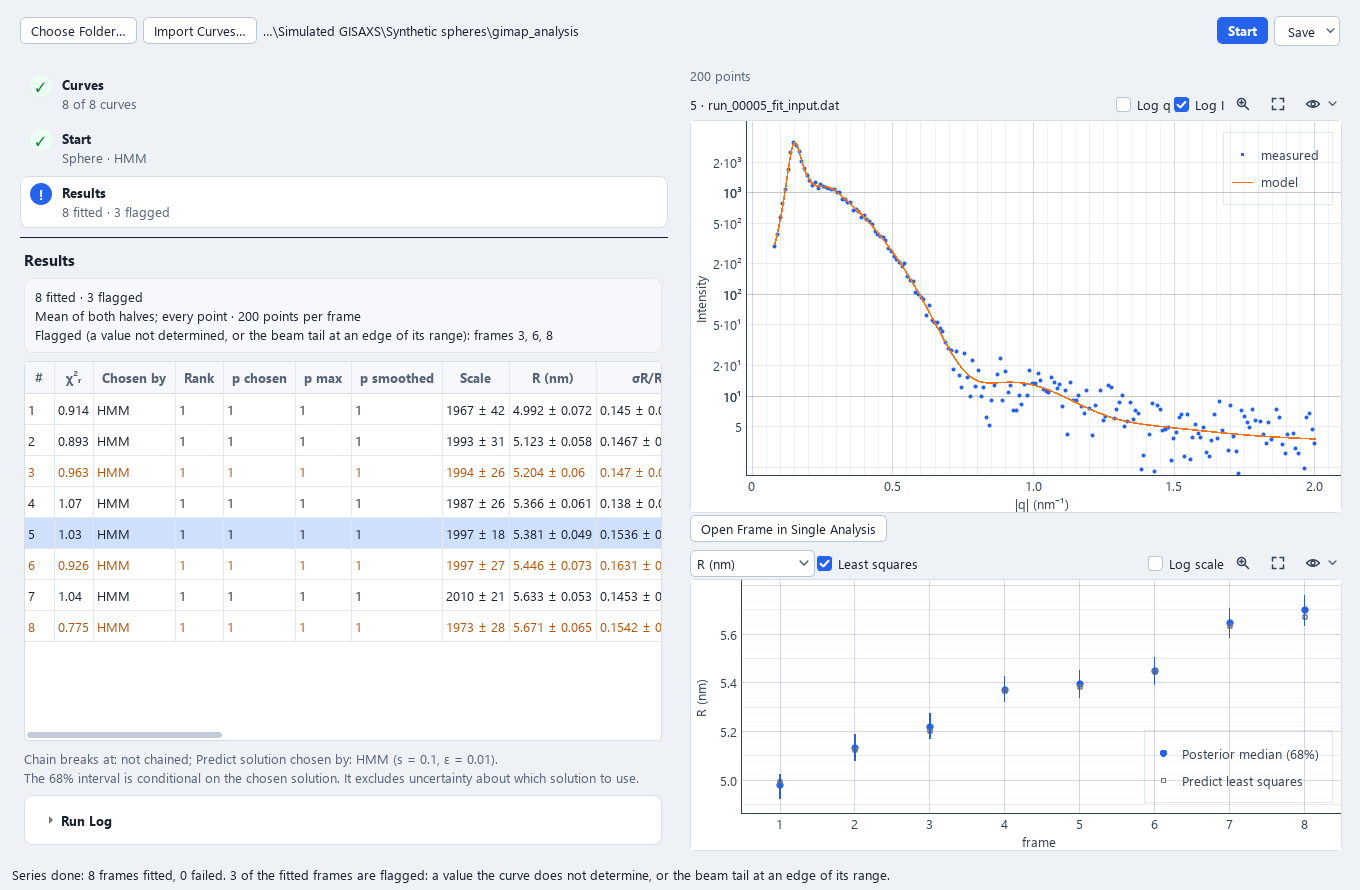 Choose Folder... Import Curves... ...\Simulated GISAXS\Synthetic spheres\gimap_analysis Start Save
✓ Curves
8 of 8 curves
✓ Start
Sphere · HMM
! Results
8 fitted · 3 flagged
Results
8 fitted · 3 flagged
Mean of both halves; every point · 200 points per frame
Flagged (a value not determined, or the beam tail at an edge of its range): frames 3, 6, 8
# χ²ᵣ Chosen by Rank p chosen p max p smoothed Scale R (nm) σR/R
1 0.914 HMM 1 1 1 1 1967 ± 42 4.992 ± 0.072 0.145 ± 0.0
2 0.893 HMM 1 1 1 1 1993 ± 31 5.123 ± 0.058 0.1467 ± 0
3 0.963 HMM 1 1 1 1 1994 ± 26 5.204 ± 0.06 0.147 ± 0.0
4 1.07 HMM 1 1 1 1 1987 ± 26 5.366 ± 0.061 0.138 ± 0.0
5 1.03 HMM 1 1 1 1 1997 ± 18 5.381 ± 0.049 0.1536 ± 0
6 0.926 HMM 1 1 1 1 1997 ± 27 5.446 ± 0.073 0.1631 ± 0
7 1.04 HMM 1 1 1 1 2010 ± 21 5.633 ± 0.053 0.1453 ± 0
8 0.775 HMM 1 1 1 1 1973 ± 28 5.671 ± 0.065 0.1542 ± 0
Chain breaks at: not chained; Predict solution chosen by: HMM (s = 0.1, ε = 0.01).
The 68% interval is conditional on the chosen solution. It excludes uncertainty about which solution to use.
Run Log
200 points
5 · run_00005_fit_input.dat Log q Log I
measured
model
2·10³
10³
5·10²
2·10²
10²
5·10¹
2·10¹
10¹
5
Intensity
0 0.5 1.0 1.5 2.0
|q| (nm⁻¹)
Open Frame in Single Analysis
R (nm) Least squares Log scale
5.6
5.4
5.2
5.0
R (nm)
Posterior median (68%)
Predict least squares
1 2 3 4 5 6 7 8
frame
Series done: 8 frames fitted, 0 failed. 3 of the fitted frames are flagged: a value the curve does not determine, or the beam tail at an edge of its range.